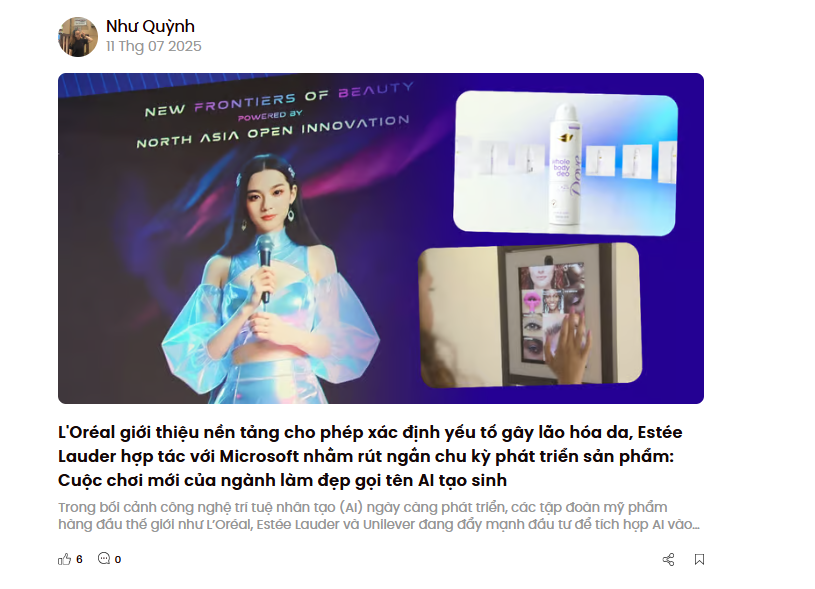 Như Quỳnh
11 Thg 07 2025
NEW FRONTIERS OF BEAUTY
POWERED BY
NORTH ASIA OPEN INNOVATION
whole
body
deo
Dove
L'Oréal giới thiệu nền tảng cho phép xác định yếu tố gây lão hóa da, Estée
Lauder hợp tác với Microsoft nhằm rút ngắn chu kỳ phát triển sản phẩm:
Cuộc chơi mới của ngành làm đẹp gọi tên AI tạo sinh
Trong bối cảnh công nghệ trí tuệ nhân tạo (AI) ngày càng phát triển, các tập đoàn mỹ phẩm
hàng đầu thế giới như L’Oréal, Estée Lauder và Unilever đang đẩy mạnh đầu tư để tích hợp AI vào...
6 0